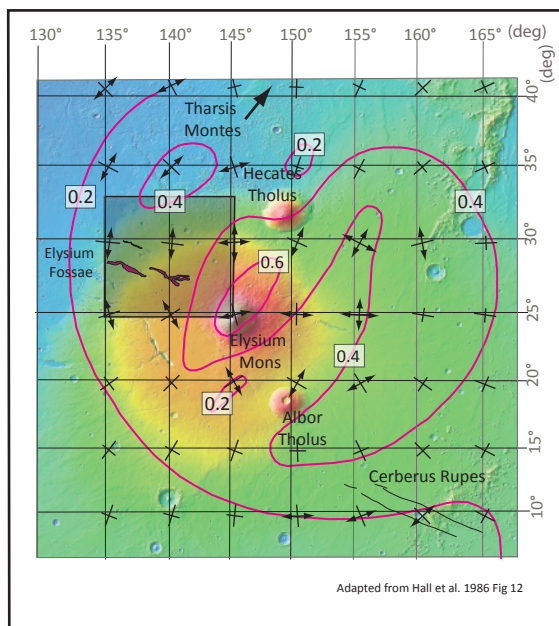 130° 135° 140° 145° 150° 155° 160° 165° (deg)
(deg)
40°
Tharsis
Montes
0.2
35°
Hecates
Tholus
0.2
0.4
0.4
30°
Elysium
Fossae
0.6
25°
Elysium
Mons
0.4
20°
0.2
Albor
Tholus
15°
Cerberus Rupes
10°
Adapted from Hall et al. 1986 Fig 12